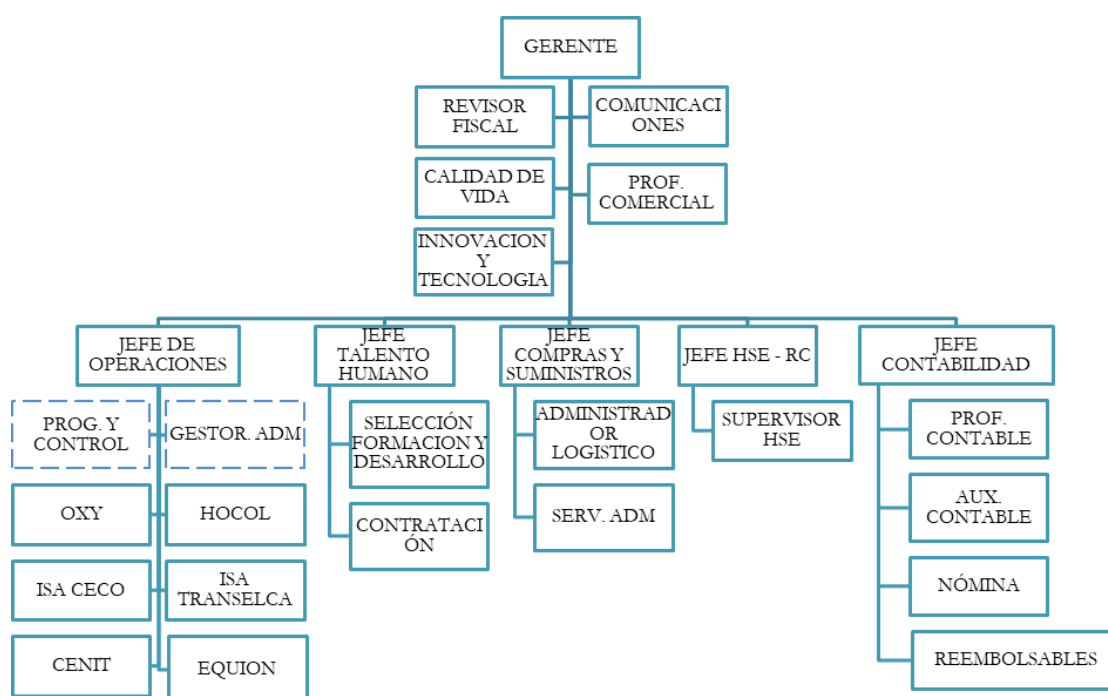 GERENTE
REVISOR
FISCAL
COMUNICACI
ONES
CALIDAD DE
VIDA
PROF.
COMERCIAL
INNOVACION
Y
TECNOLOGIA
JEFE DE
OPERACIONES
JEFE
TALENTO
HUMANO
JEFE
COMPRAS Y
SUMINISTROS
JEFE HSE - RC
JEFE
CONTABILIDAD
PROG. Y
CONTROL
GESTOR. ADM
OXY
HOCOL
ISA CECO
ISA
TRANSELCA
CENIT
EQUION
SELECCIÓN
FORMACION Y
DESARROLLO
CONTRATACI
ÓN
ADMINISTRAD
OR
LOGISTICO
SERV. ADM
SUPERVISOR
HSE
PROF.
CONTABLE
AUX.
CONTABLE
NÓMINA
REEMBOLSABLES